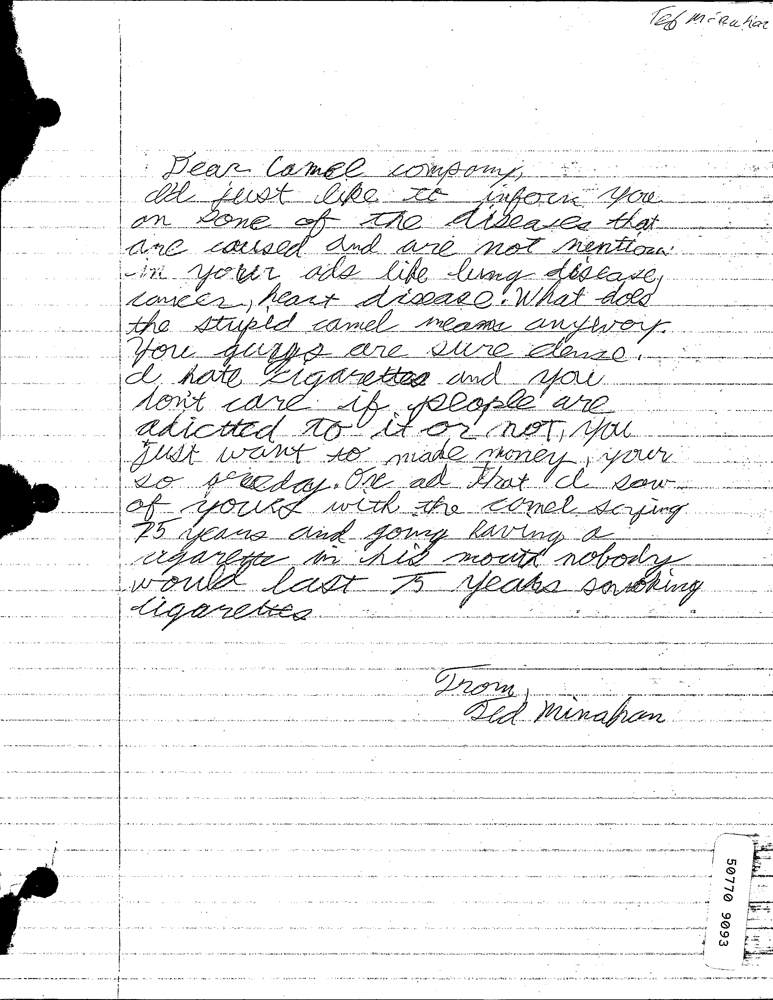 Ted Minahan
Dear Camel company,
I'd just like to inform you
on some of the diseases that
are caused and are not mention
in your ads like lung disease,
cancer, heart disease. What does
the stupid camel means anyway.
You guys are sure dense.
I hate cigarettes and you
don't care if people are
adictted to it or not, you
just want to made money, your
so greeday. One ad that I saw
of yours with the camel saying
75 years and going having a
cigarette in his mouth nobody
would last 75 years smoking
cigarettes
From,
Ted Minahan
50770 9093